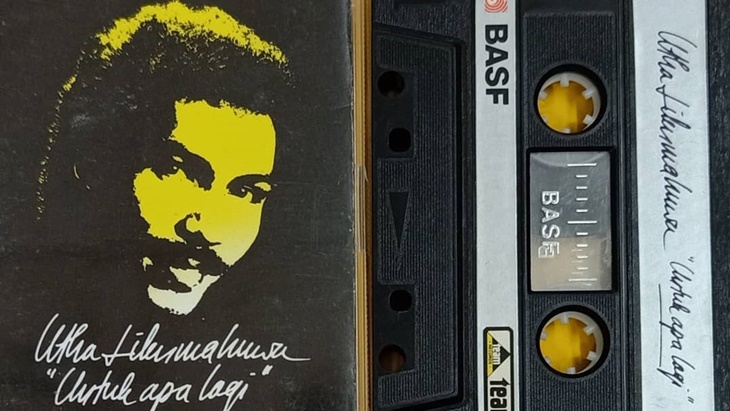 Utha Likumahuwa
"Untuk apa lagi"
BASF
team
BASF
Utha Likumahuwa "Untuk apa lagi"